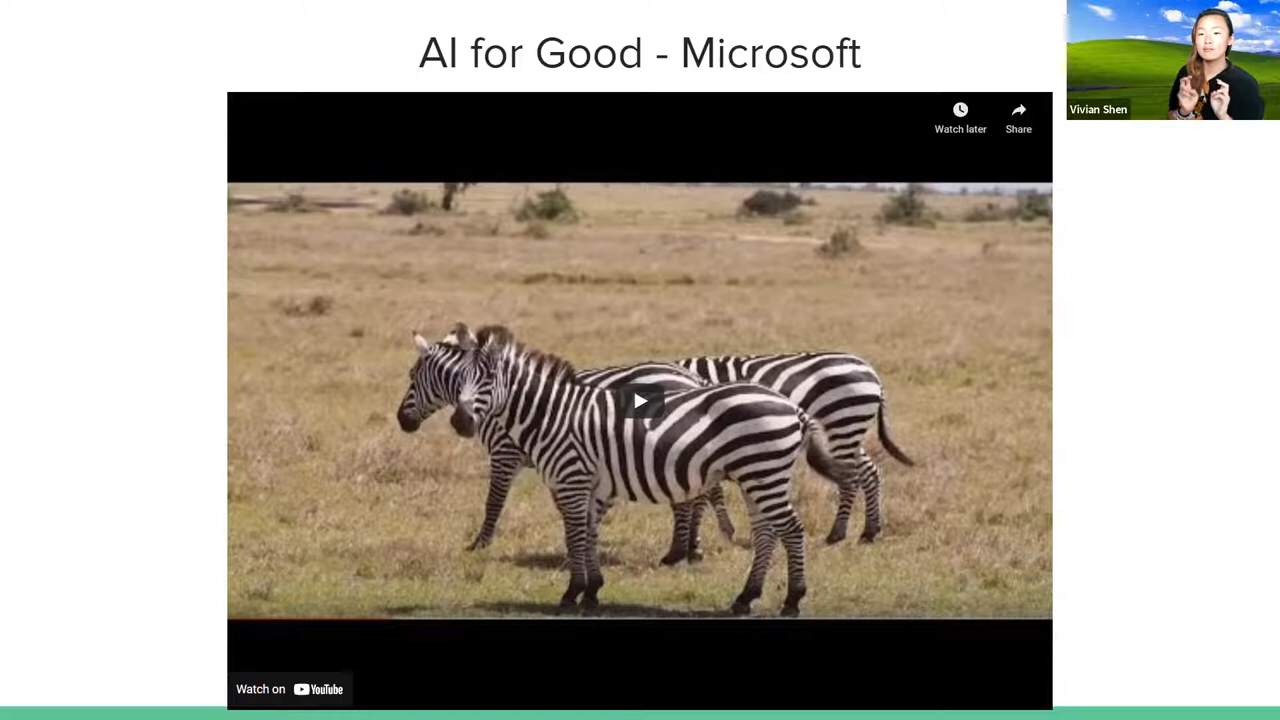 AI for Good - Microsoft
Watch later
Share
Vivian Shen
Watch on YouTube